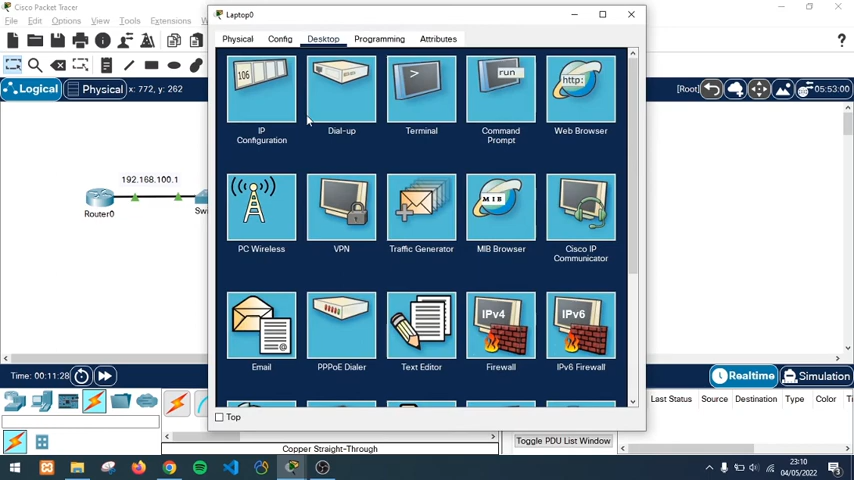 Cisco Packet Tracer
File Edit Options View Tools Extensions
Logical
Physical x: 772, y: 262
[Root]
05:53:00
192.168.100.1
Router0
Laptop0
Physical Config Desktop Programming Attributes
106
>
run
http:
IP Configuration
Dial-up
Terminal
Command Prompt
Web Browser
MIB
PC Wireless
VPN
Traffic Generator
MIB Browser
Cisco IP Communicator
IPv4
IPv6
Email
PPPoE Dialer
Text Editor
Firewall
IPv6 Firewall
Top
Time: 00:11:28
Realtime
Simulation
Copper Straight-Through
Toggle PDU List Window
Last Status Source Destination Type Color
23:10
04/05/2022
3